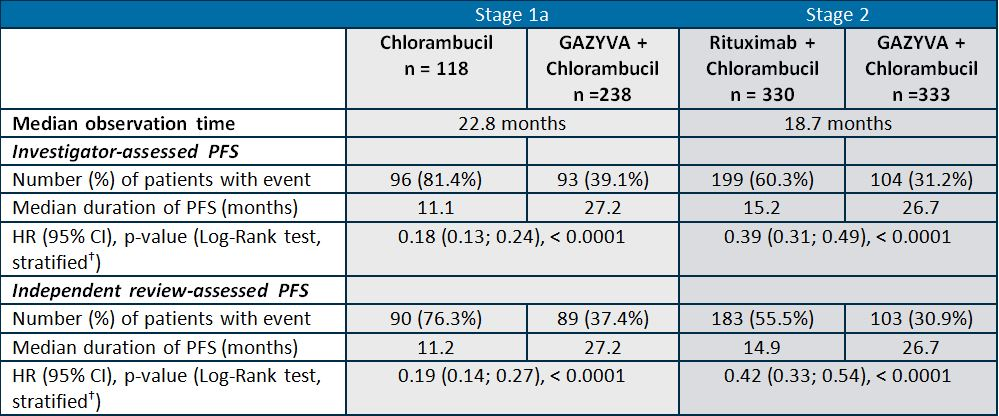 Stage 1a Stage 2
Chlorambucil n = 118 GAZYVA + Chlorambucil n =238 Rituximab + Chlorambucil n = 330 GAZYVA + Chlorambucil n =333
Median observation time 22.8 months 18.7 months
Investigator-assessed PFS
Number (%) of patients with event 96 (81.4%) 93 (39.1%) 199 (60.3%) 104 (31.2%)
Median duration of PFS (months) 11.1 27.2 15.2 26.7
HR (95% CI), p-value (Log-Rank test, 0.18 (0.13; 0.24), < 0.0001 0.39 (0.31; 0.49), < 0.0001
stratified†)
Independent review-assessed PFS
Number (%) of patients with event 90 (76.3%) 89 (37.4%) 183 (55.5%) 103 (30.9%)
Median duration of PFS (months) 11.2 27.2 14.9 26.7
HR (95% CI), p-value (Log-Rank test, 0.19 (0.14; 0.27), < 0.0001 0.42 (0.33; 0.54), < 0.0001
stratified†)